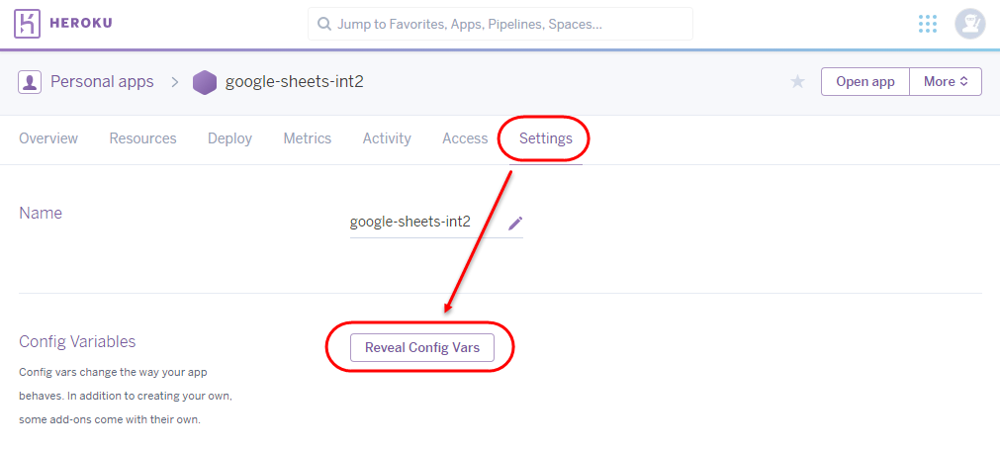 HEROKU
Jump to Favorites, Apps, Pipelines, Spaces...
Personal apps > google-sheets-int2
Open app
More
Overview Resources Deploy Metrics Activity Access Settings
Name
google-sheets-int2
Config Variables
Reveal Config Vars
Config vars change the way your app
behaves. In addition to creating your own,
some add-ons come with their own.